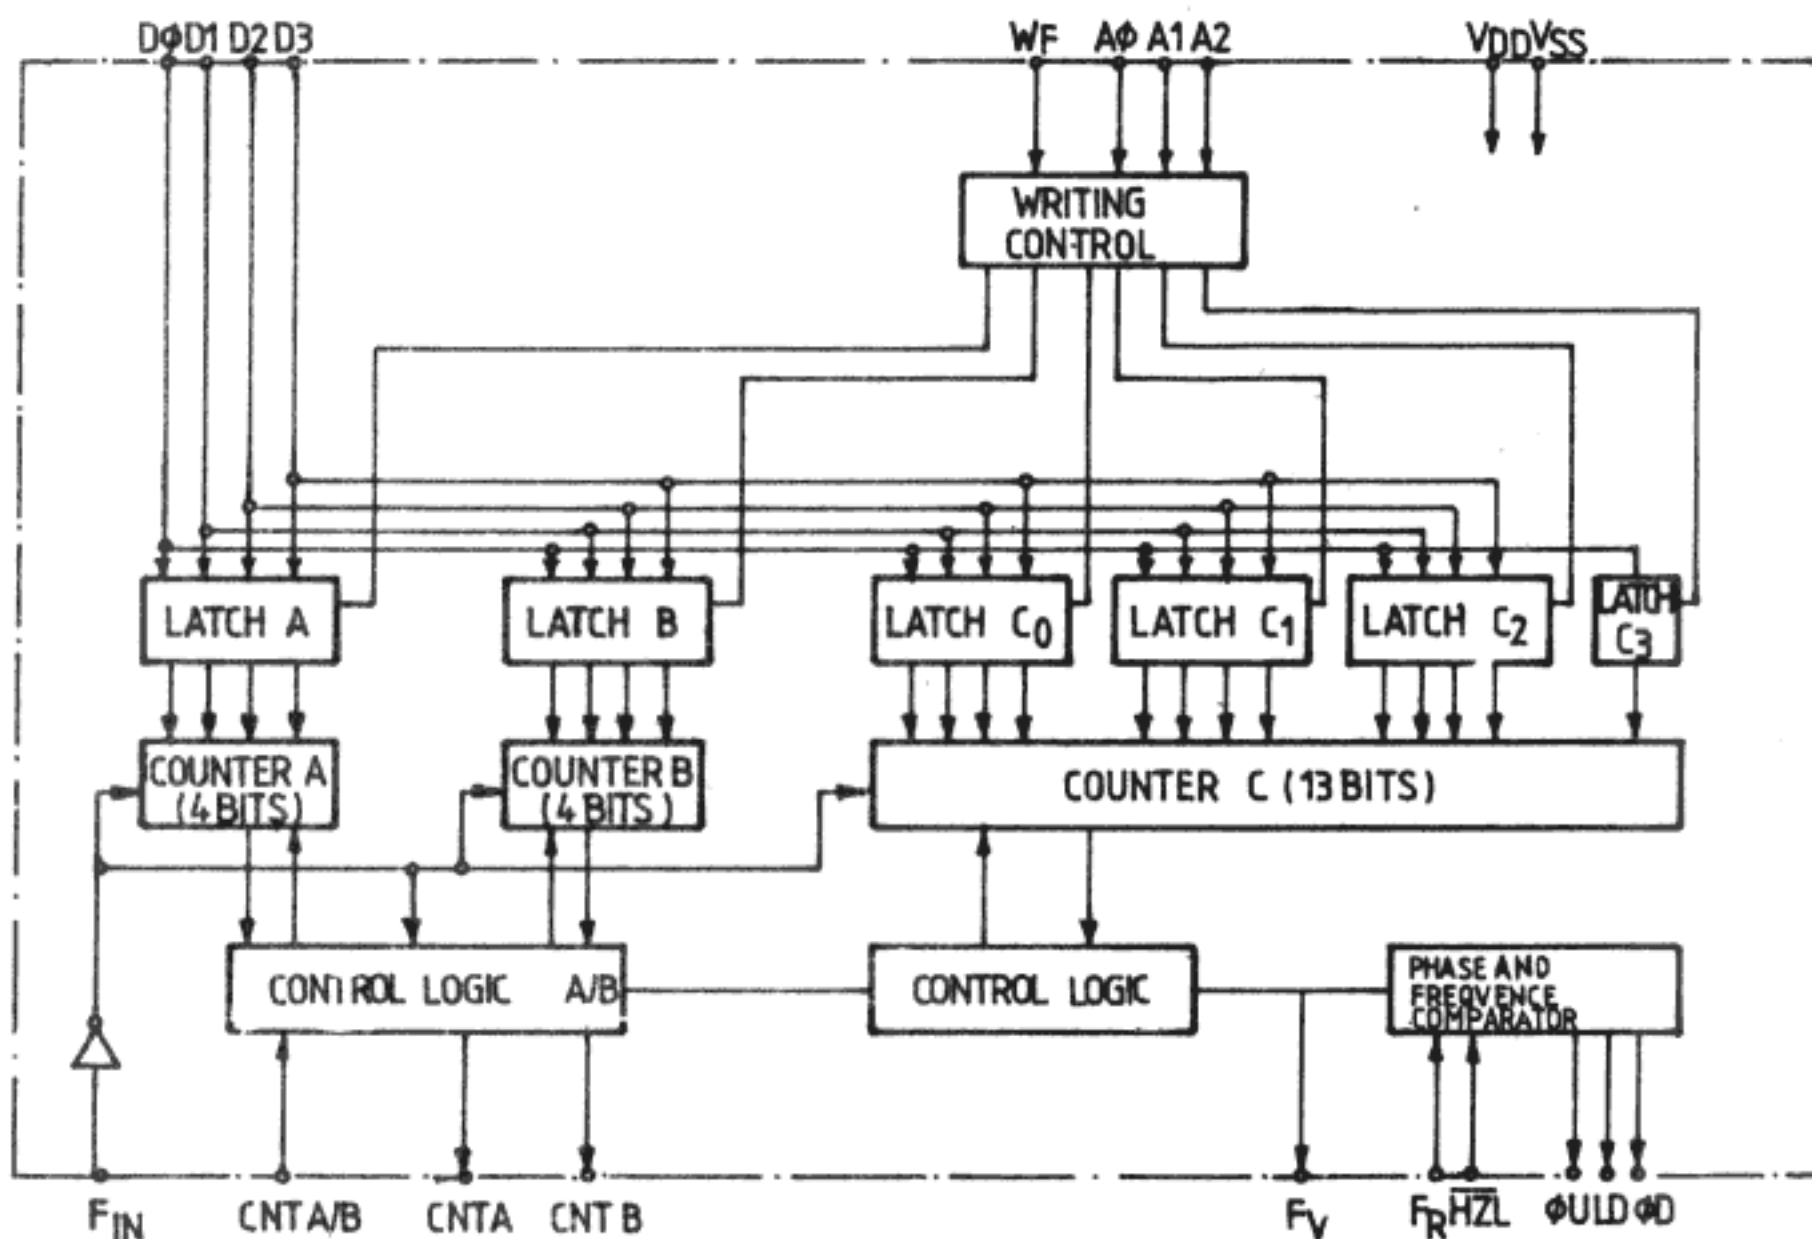 DΦ D1 D2 D3 WF AΦ A1 A2 VDD VSS
WRITING
CONTROL
LATCH A LATCH B LATCH C0 LATCH C1 LATCH C2 LATCH
C3
COUNTER A
(4 BITS)
COUNTER B
(4 BITS)
COUNTER C (13 BITS)
CONTROL LOGIC A/B
CONTROL LOGIC
PHASE AND
FREQVENCE
COMPARATOR
FIN CNT A/B CNTA CNT B FV FR H̅Z̅L̅ ΦU LD ΦD